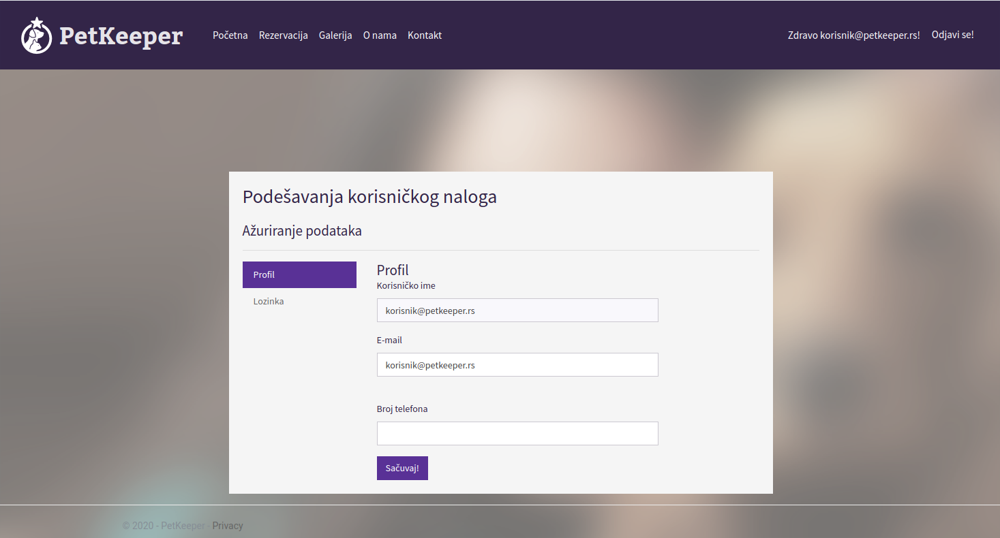 PetKeeper Početna Rezervacija Galerija O nama Kontakt Zdravo korisnik@petkeeper.rs! Odjavi se!
Podešavanja korisničkog naloga
Ažuriranje podataka
Profil
Lozinka
Profil
Korisničko ime
korisnik@petkeeper.rs
E-mail
korisnik@petkeeper.rs
Broj telefona
Sačuvaj!
© 2020 - PetKeeper - Privacy